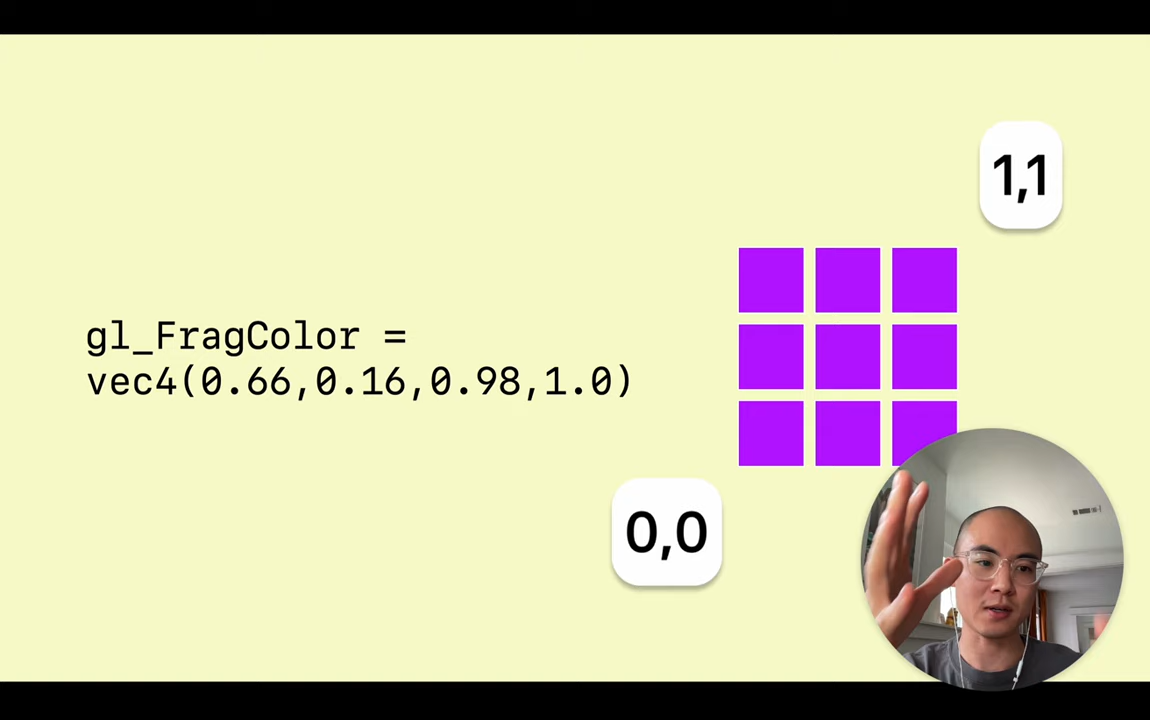 1,1
gl_FragColor =
vec4(0.66,0.16,0.98,1.0)
0,0